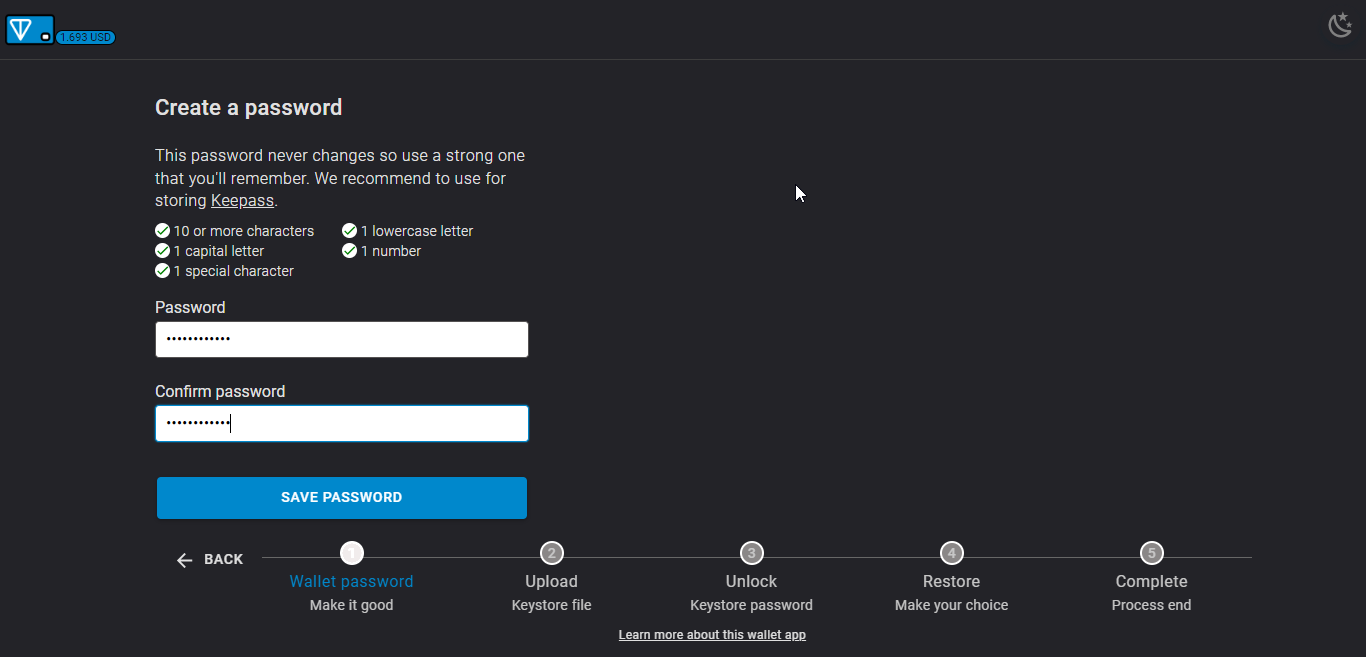 1.693 USD
Create a password
This password never changes so use a strong one
that you'll remember. We recommend to use for
storing Keepass.
10 or more characters
1 lowercase letter
1 capital letter
1 number
1 special character
Password
••••••••••••
Confirm password
••••••••••••
SAVE PASSWORD
BACK
1
2
3
4
5
Wallet password
Upload
Unlock
Restore
Complete
Make it good
Keystore file
Keystore password
Make your choice
Process end
Learn more about this wallet app